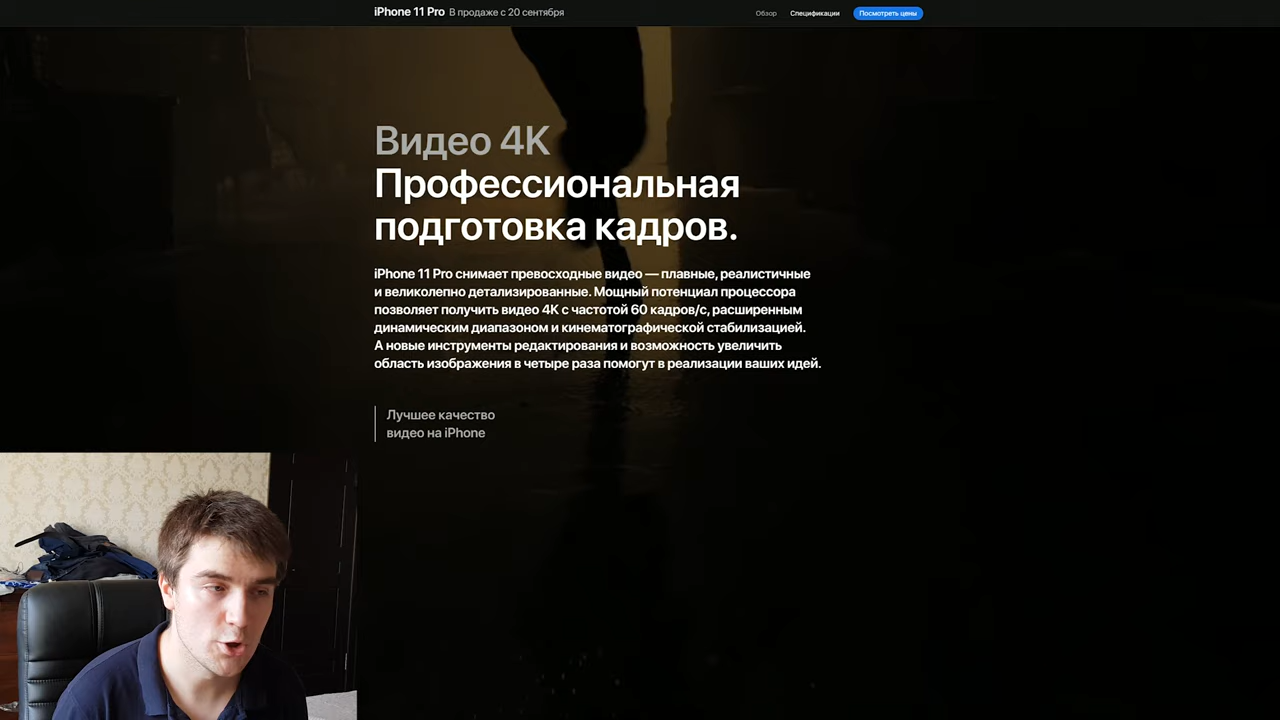 iPhone 11 Pro В продаже с 20 сентября
Обзор Спецификации Посмотреть цены
Видео 4K
Профессиональная
подготовка кадров.
iPhone 11 Pro снимает превосходные видео — плавные, реалистичные
и великолепно детализированные. Мощный потенциал процессора
позволяет получить видео 4K с частотой 60 кадров/с, расширенным
динамическим диапазоном и кинематографической стабилизацией.
А новые инструменты редактирования и возможность увеличить
область изображения в четыре раза помогут в реализации ваших идей.
Лучшее качество
видео на iPhone